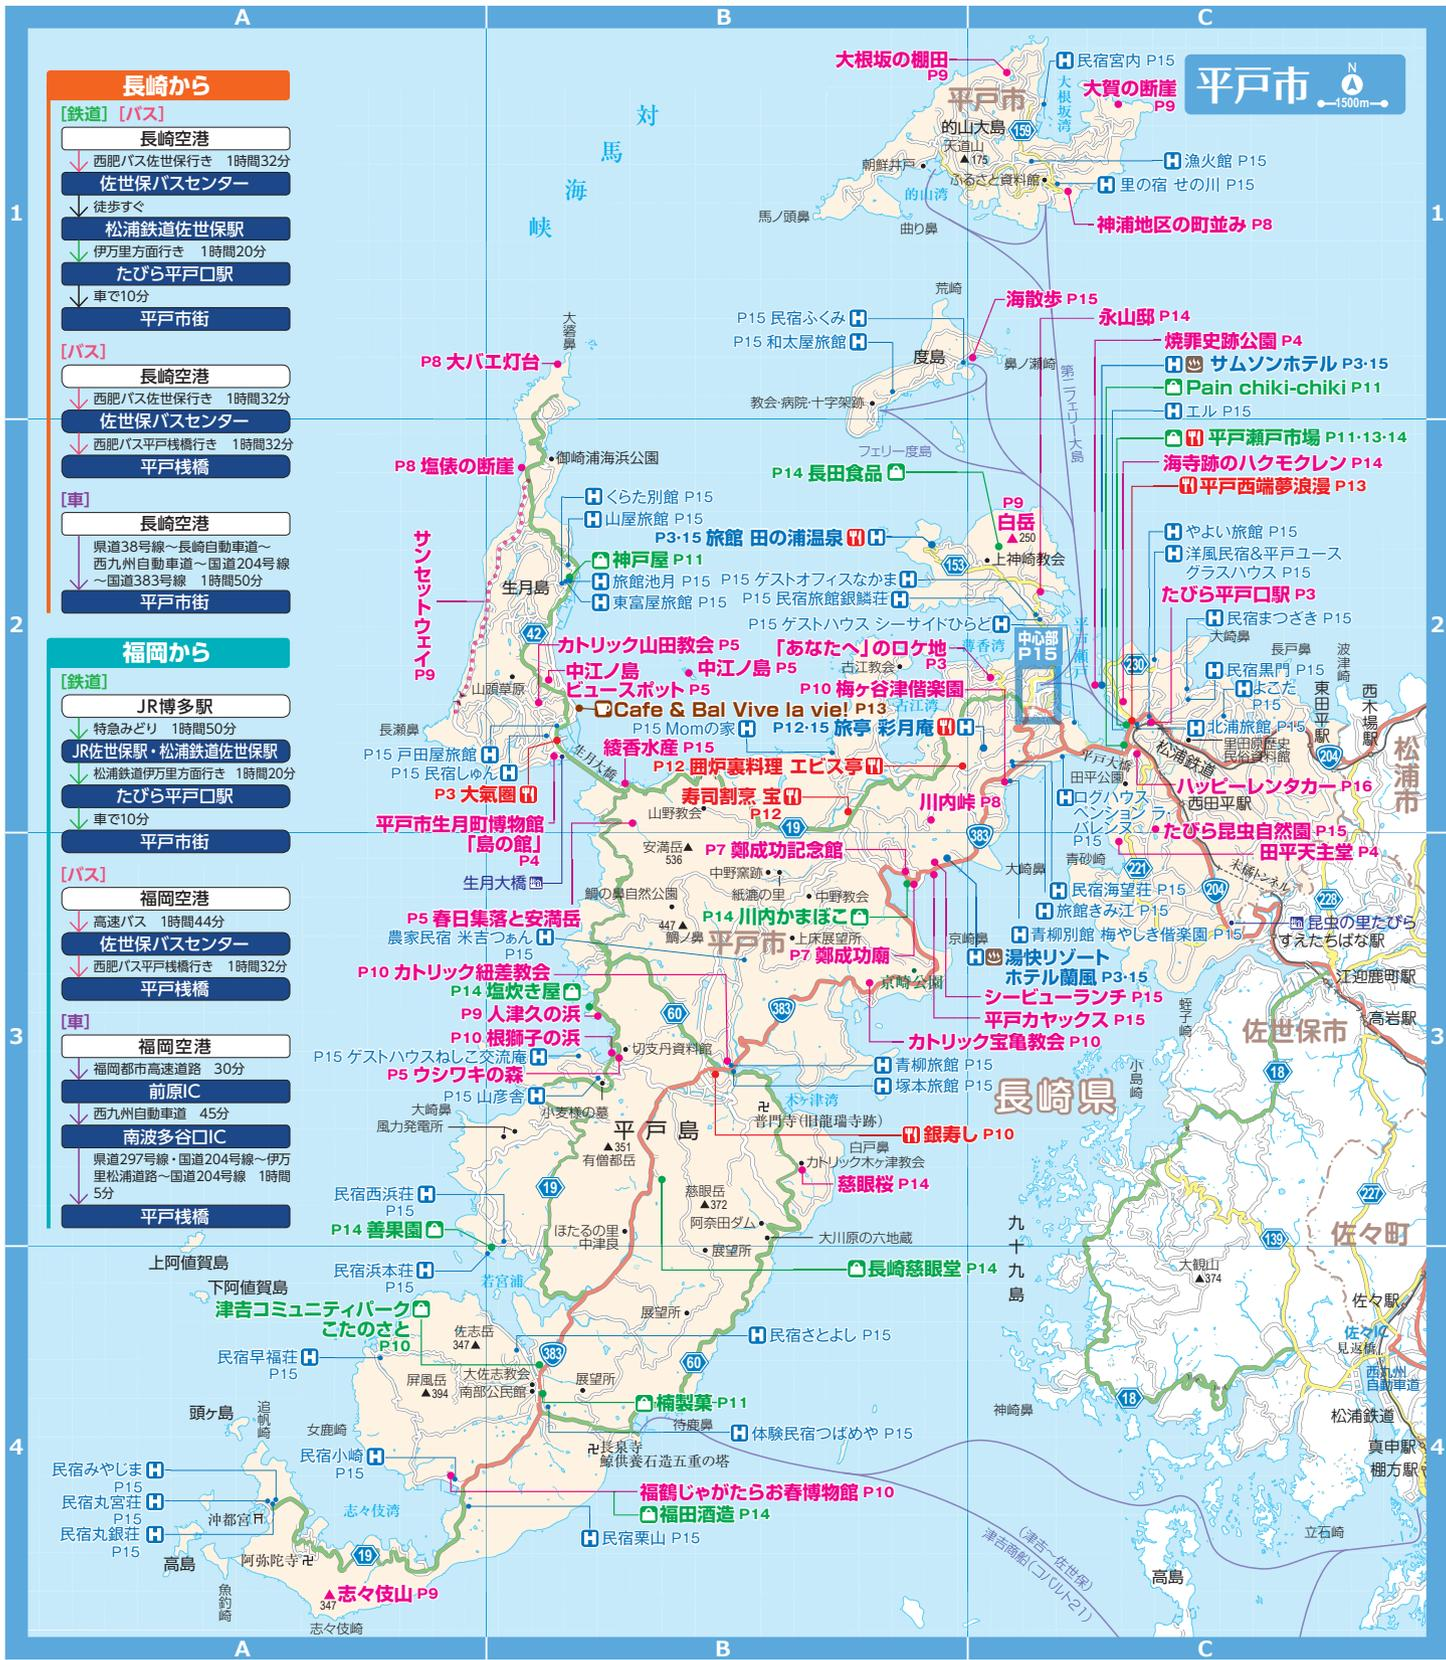 A
B
C
平戸市
N
1500m
長崎から
[鉄道] [バス]
長崎空港
西肥バス佐世保行き 1時間32分
佐世保バスセンター
徒歩すぐ
松浦鉄道佐世保駅
伊万里方面行き 1時間20分
たびら平戸口駅
車で10分
平戸市街
[バス]
長崎空港
西肥バス佐世保行き 1時間32分
佐世保バスセンター
西肥バス平戸桟橋行き 1時間32分
平戸桟橋
[車]
長崎空港
県道38号線～長崎自動車道～
西九州自動車道～国道204号線
～国道383号線 1時間50分
平戸市街
福岡から
[鉄道]
JR博多駅
特急みどり 1時間50分
JR佐世保駅・松浦鉄道佐世保駅
松浦鉄道伊万里方面行き 1時間20分
たびら平戸口駅
車で10分
平戸市街
[バス]
福岡空港
高速バス 1時間44分
佐世保バスセンター
西肥バス平戸桟橋行き 1時間32分
平戸桟橋
[車]
福岡空港
福岡都市高速道路 30分
前原IC
西九州自動車道 45分
南波多谷口IC
県道297号線・国道204号線～伊万
里松浦道路～国道204号線 1時間
5分
平戸桟橋
1
2
3
4
対
馬
海
峡
大根坂の棚田
P9
平戸市
民宿宮内 P15
大根坂湾
大賀の断崖
P9
的山大島
159
天道山
▲175
朝鮮井戸
ふるさと資料館
漁火館 P15
里の宿 せの川 P15
的山湾
馬ノ頭鼻
曲り鼻
神浦地区の町並み P8
荒崎
海散歩 P15
P15 民宿ふくみ
永山邸 P14
P15 和太屋旅館
度島
鼻ノ瀬崎
焼罪史跡公園 P4
サムソンホテル P3・15
Pain chiki-chiki P11
エル P15
教会・病院・十字架跡
第二フェリー大島
フェリー度島
平戸瀬戸市場 P11・13・14
海寺跡のハクモクレン P14
平戸西端夢浪漫 P13
大碆鼻
P8 大バエ灯台
P8 塩俵の断崖
御崎浦海浜公園
P14 長田食品
くらた別館 P15
山屋旅館 P15
P9
白岳
▲250
P3・15 旅館 田の浦温泉
上神崎教会
153
やよい旅館 P15
洋風民宿&平戸ユース
グラスハウス P15
サンセットウェイ P9
神戸屋 P11
生月島
旅館池月 P15
P15 ゲストオフィスなかま
東富屋旅館 P15
P15 民宿旅館銀鱗荘
たびら平戸口駅 P3
P15 ゲストハウス シーサイドひらど
民宿まつざき P15
42
中心部
P15
平戸瀬戸
大崎鼻
カトリック山田教会 P5
「あなたへ」のロケ地
P3
薄香湾
230
長戸鼻
波津崎
中江ノ島
ビュースポット P5
中江ノ島 P5
古江教会
民宿黒門 P15
よこた
P15
東田平駅
西木場駅
山頭草原
P10 梅ヶ谷津偕楽園
古江湾
Cafe & Bal Vive la vie! P13
北浦旅館 P15
長瀬鼻
P15 Momの家
P12・15 旅亭 彩月庵
里田原歴史
民俗資料館
P15 戸田屋旅館
綾香水産 P15
生月大橋
204
松浦市
P15 民宿しゅん
P12 囲炉裏料理 エビス亭
平戸大橋
松浦鉄道
田平公園
ハッピーレンタカー P16
P3 大氣圏
寿司割烹 宝
P12
川内峠 P8
ログハウス
ペンション ラ・
バレンヌ
P15
西田平駅
平戸市生月町博物館
「島の館」
P4
山野教会
19
383
たびら昆虫自然園 P15
田平天主堂 P4
安満岳▲
536
P7 鄭成功記念館
大崎鼻
青砂崎
221
末橘トンネル
生月大橋
中野窯跡
鯛の鼻自然公園
紙漉の里
中野教会
民宿海望荘 P15
204
228
P5 春日集落と安満岳
P14 川内かまぼこ
旅館きみ江 P15
447▲
鯛ノ鼻
昆虫の里たびら
農家民宿 米吉つぁん
P15
平戸市
上床展望所
青柳別館 梅やしき偕楽園 P15
すえたちばな駅
京崎鼻
P7 鄭成功廟
湯快リゾート
ホテル蘭風 P3・15
P10 カトリック紐差教会
江迎鹿町駅
P14 塩炊き屋
京崎公園
シービューランチ P15
蛭子崎
P9 人津久の浜
60
383
平戸カヤックス P15
高岩駅
佐世保市
P10 根獅子の浜
カトリック宝亀教会 P10
切支丹資料館
P15 ゲストハウスねしこ交流庵
青柳旅館 P15
18
P5 ウシワキの森
塚本旅館 P15
小島崎
長崎県
P15 山彦舎
木ヶ津湾
大崎鼻
小麦様の墓
風力発電所
普門寺(旧龍瑞寺跡)
平戸島
銀寿し P10
▲351
有僧都岳
白戸鼻
カトリック木ヶ津教会
慈眼桜 P14
19
慈眼岳
▲372
民宿西浜荘
P15
227
阿奈田ダム
P14 善果園
ほたるの里
中津良
九十九島
大川原の六地蔵
佐々町
139
展望所
上阿値賀島
大観山
▲374
民宿浜本荘
P15
長崎慈眼堂 P14
下阿値賀島
若宮浦
津吉コミュニティパーク
こたのさと
P10
展望所
佐々駅
民宿さとよし P15
佐々IC
見返橋
佐志岳
347▲
383
民宿早福荘
P15
60
大佐志教会
南部公民館
西九州
自動車道
屏風岳
▲394
展望所
楠製菓 P11
18
神崎鼻
松浦鉄道
頭ヶ島
追帆崎
待鹿鼻
女鹿崎
体験民宿つばめや P15
真申駅
長泉寺
鯨供養石造五重の塔
棚方駅
民宿小崎
P15
民宿みやじま
P15
福鶴じゃがたらお春博物館 P10
民宿丸宮荘
P15
沖都宮
志々伎湾
福田酒造 P14
民宿丸銀荘
P15
民宿栗山 P15
立石崎
阿弥陀寺
19
高島
(津吉～佐世保)
津吉商船(コバルト21)
高島
魚釣崎
▲
347
志々伎山 P9
志々伎崎
A
B
C